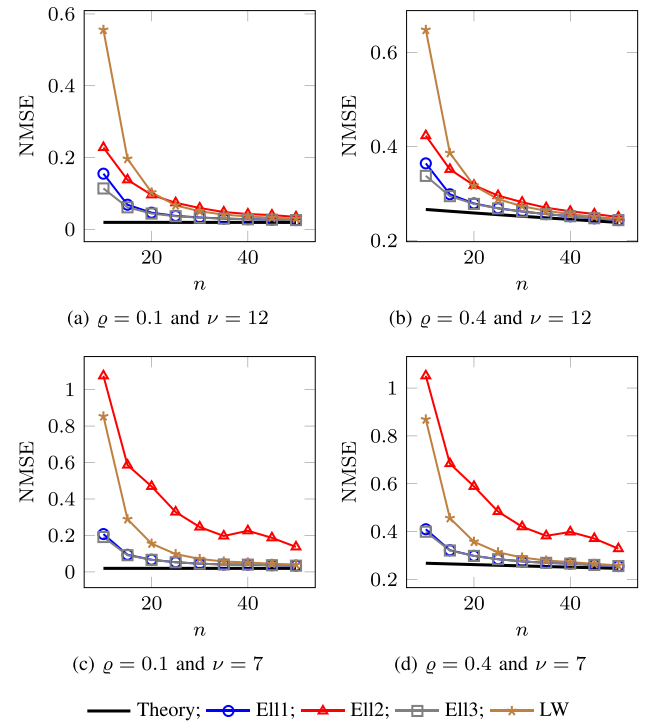 0.6
0.4
0.2
0
NMSE
20
40
n
(a) ϱ = 0.1 and ν = 12
0.6
0.4
0.2
NMSE
20
40
n
(b) ϱ = 0.4 and ν = 12
1
0.8
0.6
0.4
0.2
0
NMSE
20
40
n
(c) ϱ = 0.1 and ν = 7
1
0.8
0.6
0.4
0.2
NMSE
20
40
n
(d) ϱ = 0.4 and ν = 7
Theory; Ell1; Ell2; Ell3; LW